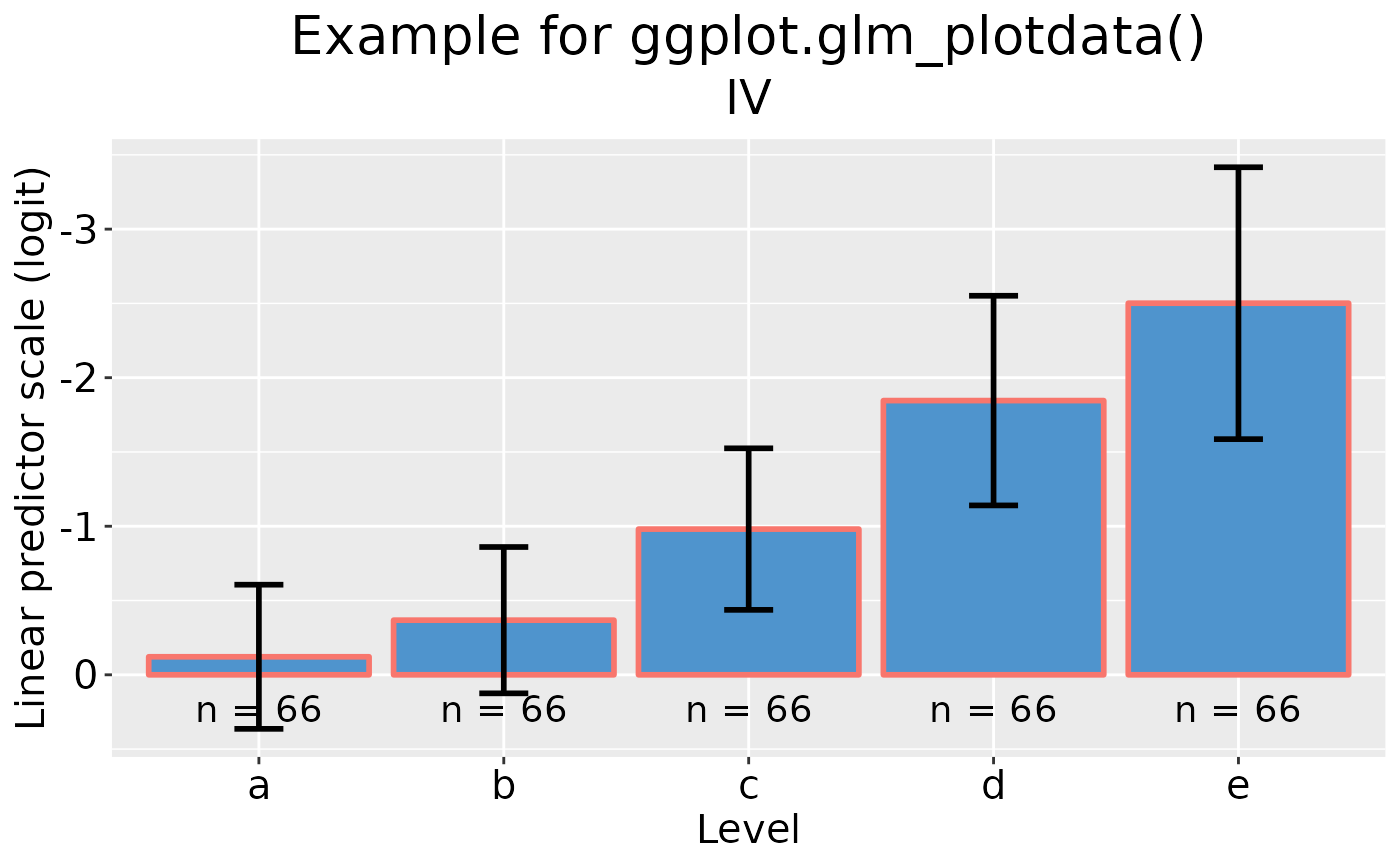 Example for ggplot.glm_plotdata()
IV
Linear predictor scale (logit)
-3
-2
-1
0
n = 66 n = 66 n = 66 n = 66 n = 66
a b c d e
Level